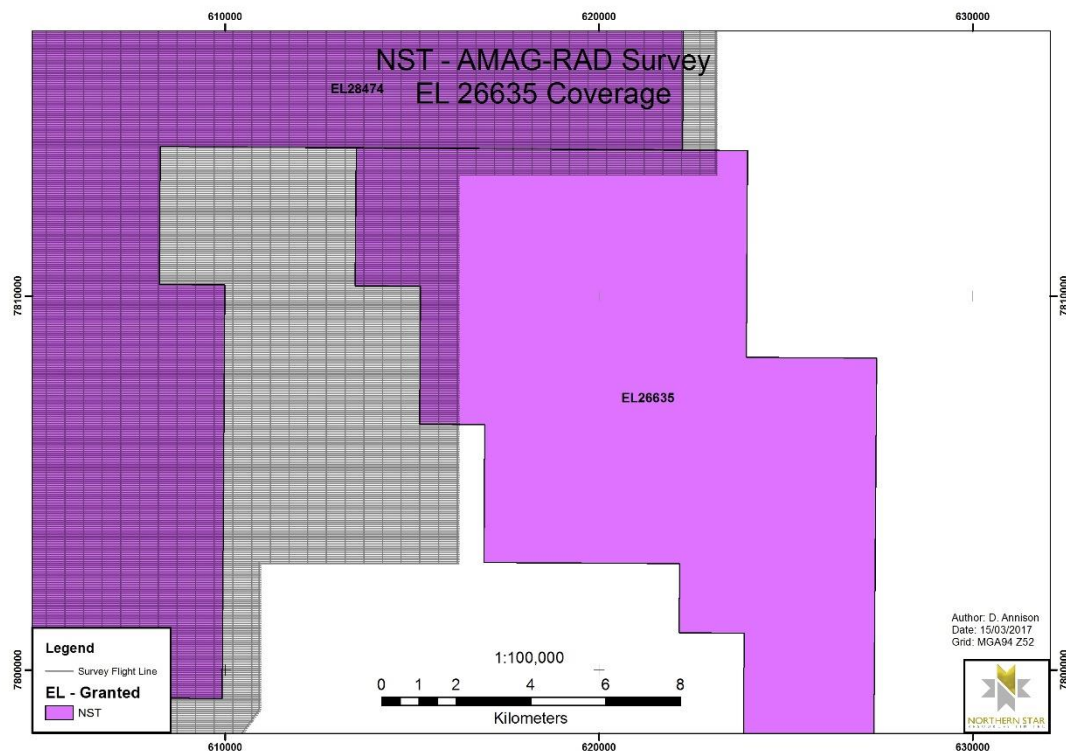 610000
620000
630000
NST - AMAG-RAD Survey
EL 26635 Coverage
EL28474
7810000
7810000
EL26635
Author: D. Annison
Date: 15/03/2017
Grid: MGA94 Z52
Legend
Survey Flight Line
EL - Granted
NST
1:100,000
0 1 2 4 6 8
Kilometers
7800000
7800000
NORTHERN STAR
610000
620000
630000